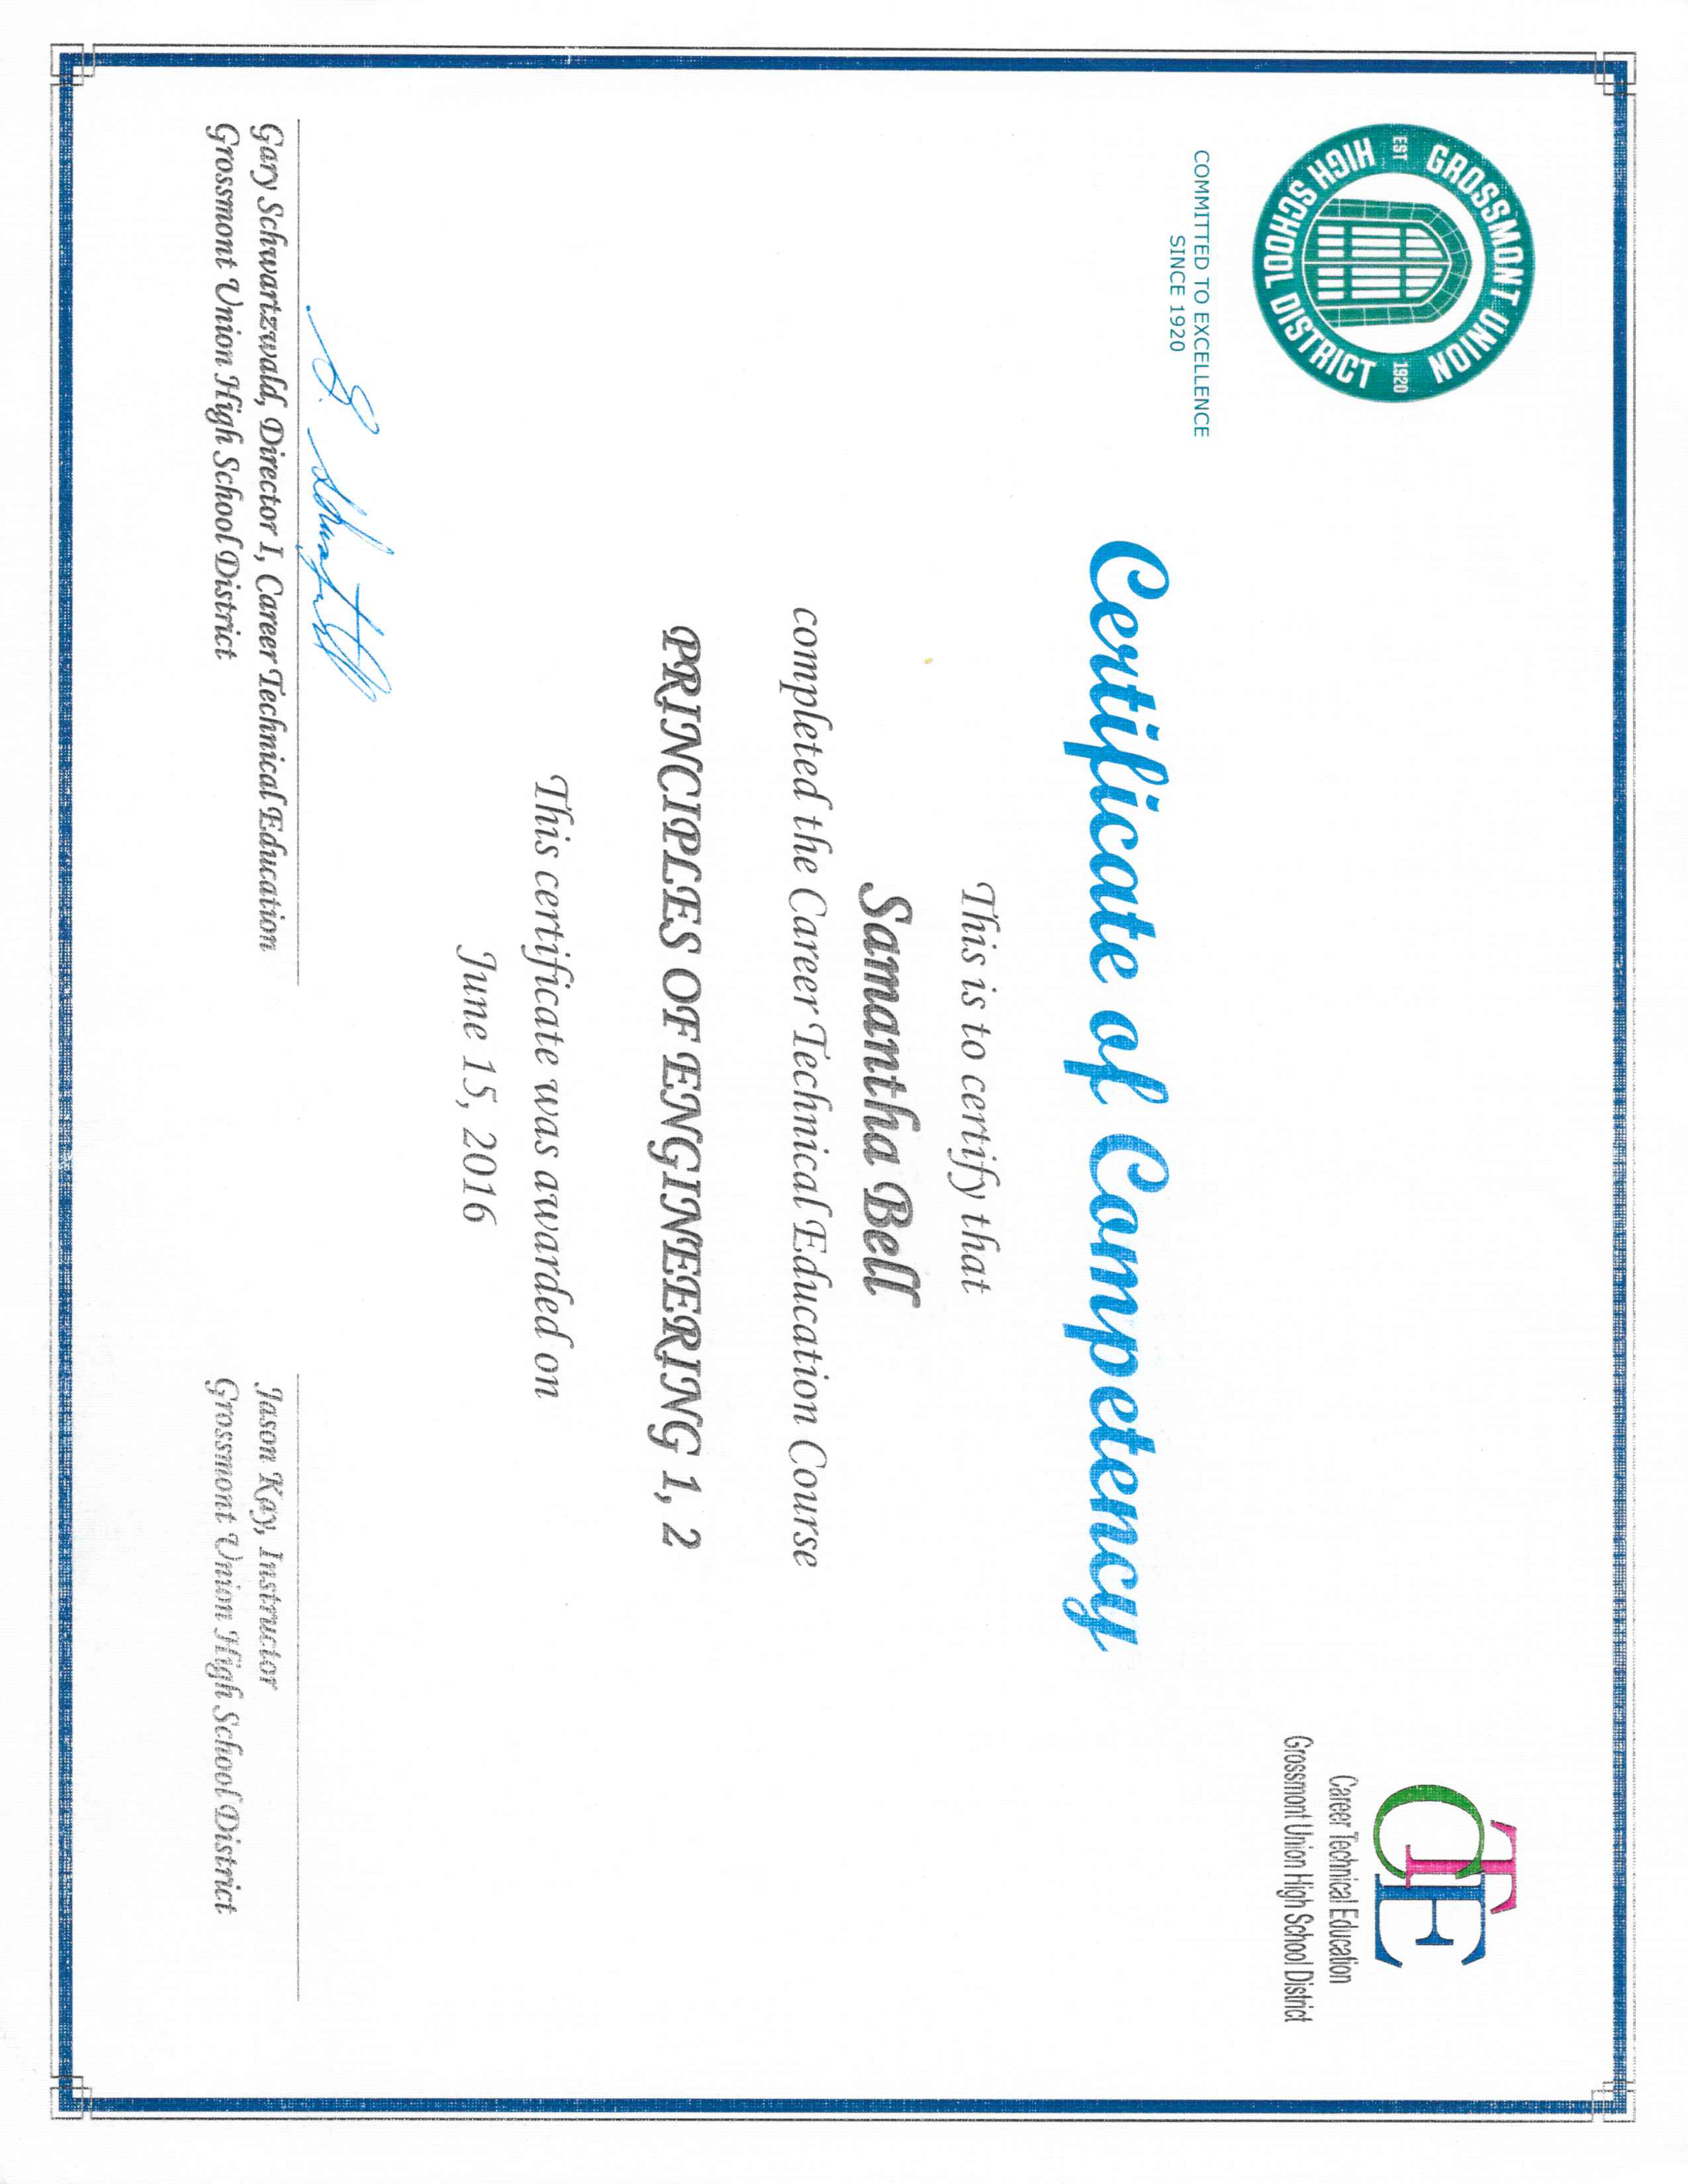 GROSSMONT UNION
EST 1920
HIGH SCHOOL DISTRICT
COMMITTED TO EXCELLENCE
SINCE 1920
CTE
Career Technical Education
Grossmont Union High School District
Certificate of Competency
This is to certify that
Samantha Bell
completed the Career Technical Education Course
PRINCIPLES OF ENGINEERING 1, 2
This certificate was awarded on
June 15, 2016
Gary Schwartzwald, Director I, Career Technical Education
Grossmont Union High School District
Jason Kay, Instructor
Grossmont Union High School District